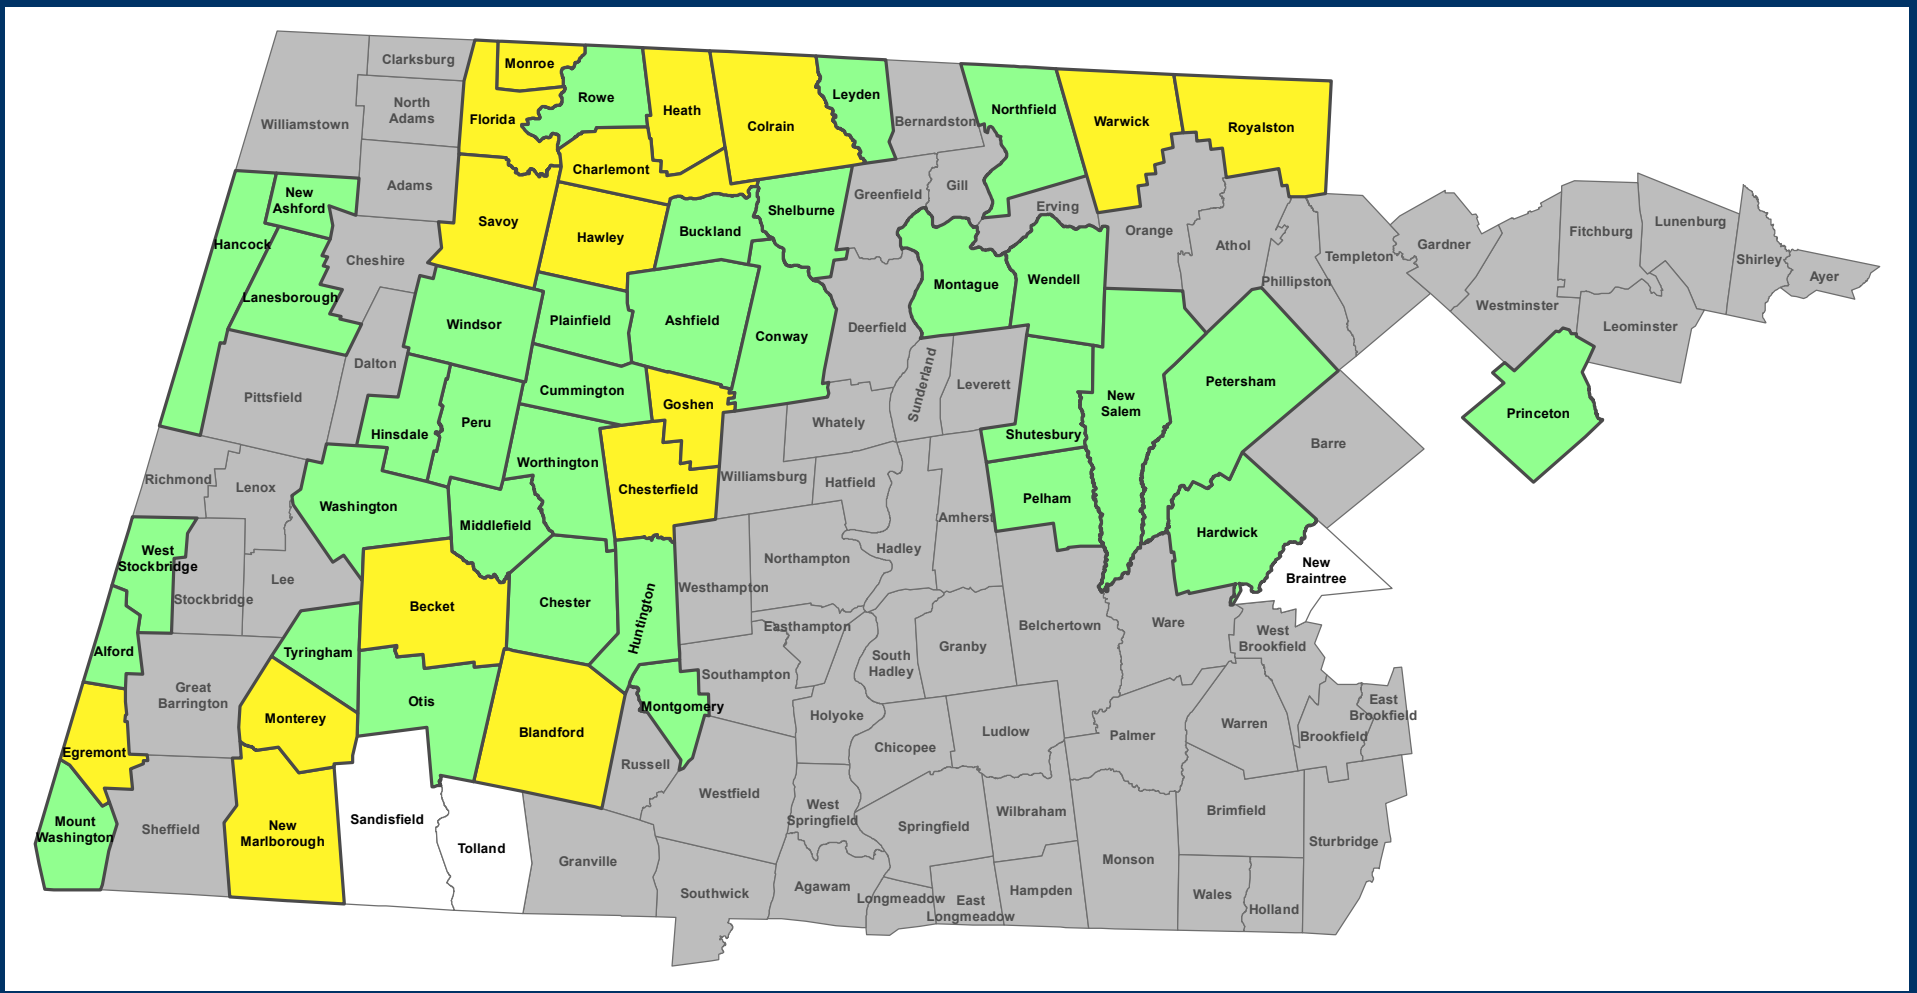 Clarksburg
Monroe
North
Adams
Williamstown
Florida
Rowe
Heath
Colrain
Leyden
Bernardston
Northfield
Warwick
Royalston
Adams
Charlemont
New
Ashford
Savoy
Hawley
Buckland
Shelburne
Greenfield
Gill
Erving
Orange
Athol
Phillipston
Templeton
Gardner
Westminster
Fitchburg
Lunenburg
Leominster
Shirley
Ayer
Hancock
Cheshire
Lanesborough
Windsor
Plainfield
Ashfield
Conway
Deerfield
Montague
Wendell
Sunderland
Leverett
New
Salem
Petersham
Princeton
Barre
Pittsfield
Dalton
Hinsdale
Peru
Cummington
Goshen
Whately
Shutesbury
Richmond
Lenox
Washington
Worthington
Chesterfield
Williamsburg
Hatfield
Amherst
Pelham
Hardwick
New
Braintree
Middlefield
West
Stockbridge
Stockbridge
Lee
Becket
Chester
Huntington
Westhampton
Northampton
Hadley
Easthampton
Belchertown
Ware
West
Brookfield
Alford
Tyringham
Great
Barrington
Monterey
Otis
Blandford
Montgomery
Southampton
South
Hadley
Granby
Holyoke
Chicopee
Ludlow
Palmer
Warren
Brookfield
East
Brookfield
Egremont
Mount
Washington
Sheffield
New
Marlborough
Sandisfield
Tolland
Granville
Russell
Westfield
Southwick
West
Springfield
Agawam
Springfield
Longmeadow
East
Longmeadow
Wilbraham
Hampden
Monson
Brimfield
Wales
Holland
Sturbridge